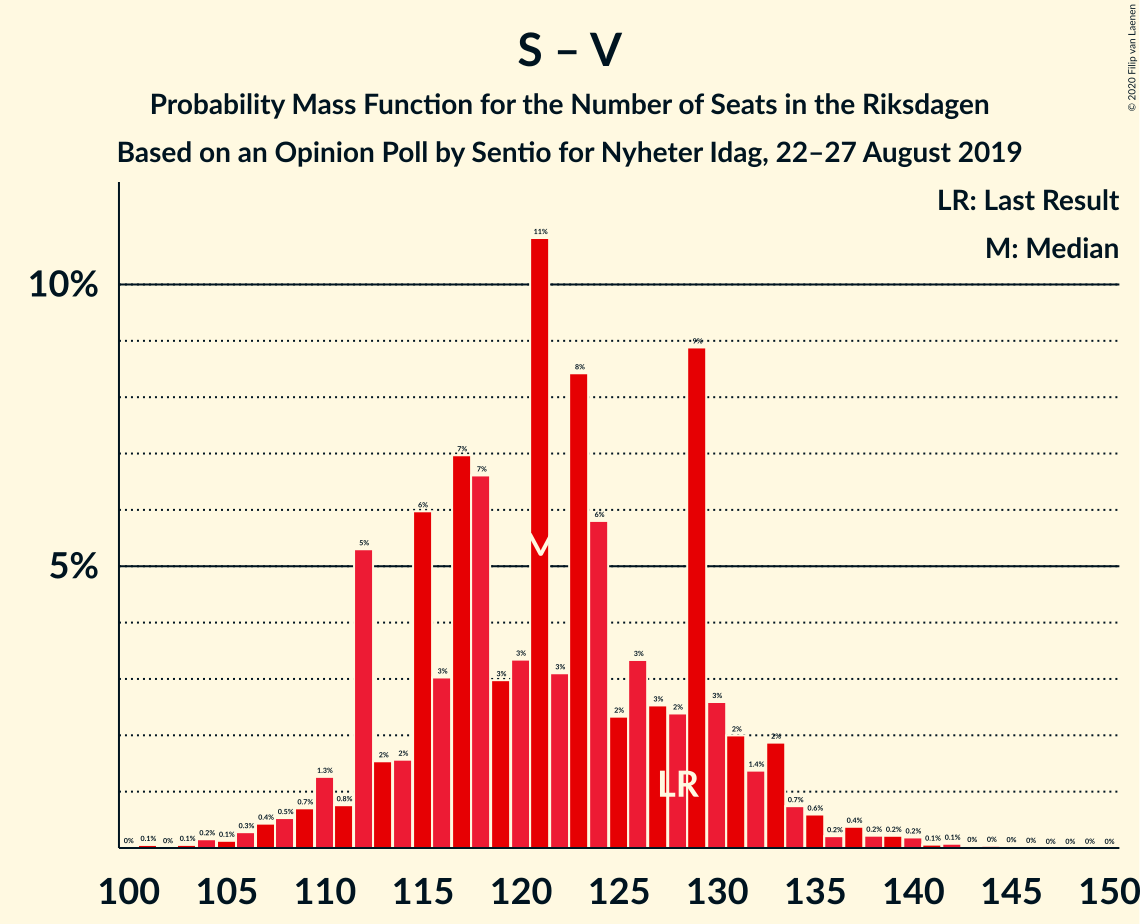 S – V
Probability Mass Function for the Number of Seats in the Riksdagen
Based on an Opinion Poll by Sentio for Nyheter Idag, 22–27 August 2019
© 2020 Filip van Laenen
LR: Last Result
M: Median
10%
5%
0% 0.1% 0% 0.1% 0.2% 0.1% 0.3% 0.4% 0.5% 0.7% 1.3% 0.8% 5% 2% 2% 6% 3% 7% 7% 3% 3% 11% 3% 8% 6% 2% 3% 3% 2% 9% 3% 2% 1.4% 2% 0.7% 0.6% 0.2% 0.4% 0.2% 0.2% 0.2% 0.1% 0.1% 0% 0% 0% 0% 0% 0% 0% 0%
LR
100 105 110 115 120 125 130 135 140 145 150